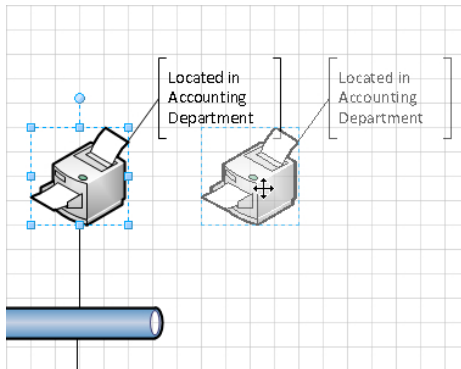 Located in
Accounting
Department
Located in
Accounting
Department